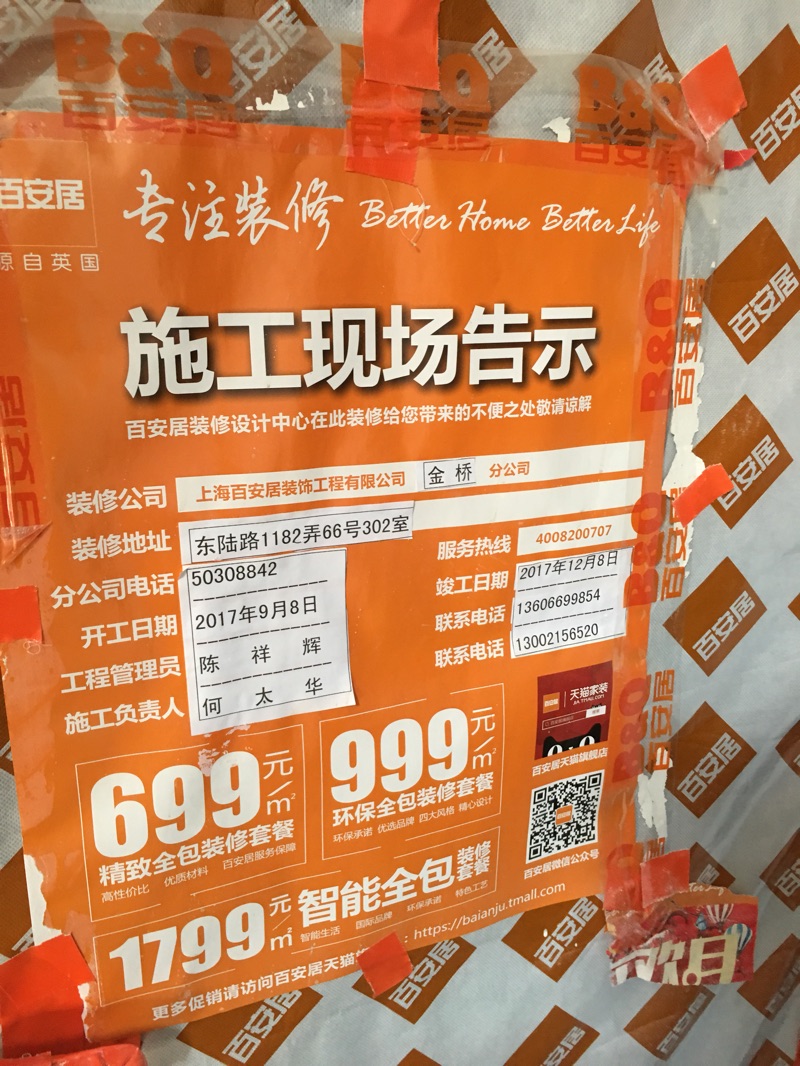 B&Q
百安居
百安居
专注装修 Better Home Better Life
源自英国
施工现场告示
百安居装修设计中心在此装修给您带来的不便之处敬请谅解
装修公司 上海百安居装饰工程有限公司 金桥 分公司
装修地址 东陆路1182弄66号302室
服务热线 4008200707
分公司电话 50308842
竣工日期 2017年12月8日
开工日期 2017年9月8日
联系电话 13606699854
工程管理员 陈祥辉
联系电话 13002156520
施工负责人 何太华
699元/m²
精致全包装修套餐
高性价比 优质材料 百安居服务保障
999元/m²
环保全包装修套餐
环保承诺 优选品牌 四大风格 精心设计
天猫家装
百安居天猫旗舰店
百安居微信公众号
1799元/m² 智能全包装修套餐
智能生活 国际品牌 环保承诺 特色工艺
更多促销请访问百安居天猫 : https://baianju.tmall.com